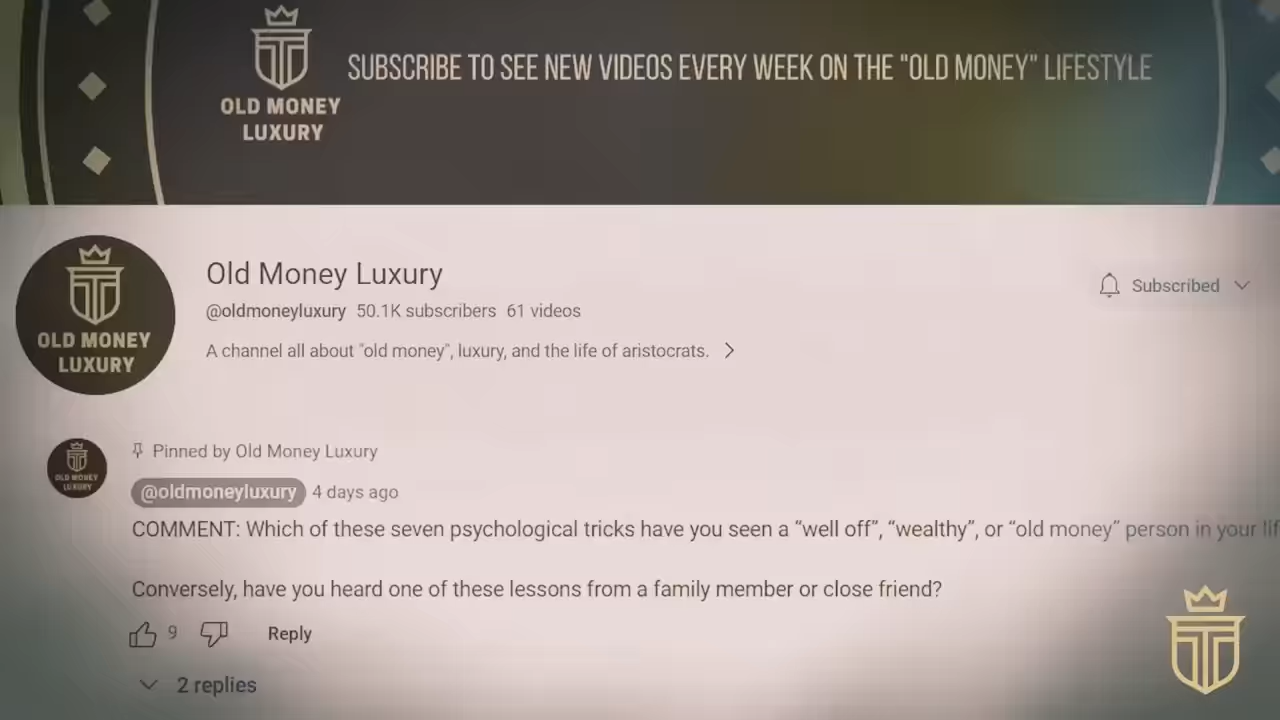 SUBSCRIBE TO SEE NEW VIDEOS EVERY WEEK ON THE "OLD MONEY" LIFESTYLE
OLD MONEY
LUXURY
OLD MONEY
LUXURY
Old Money Luxury
@oldmoneyluxury 50.1K subscribers 61 videos
A channel all about "old money", luxury, and the life of aristocrats.
Subscribed
OLD MONEY
LUXURY
Pinned by Old Money Luxury
@oldmoneyluxury 4 days ago
COMMENT: Which of these seven psychological tricks have you seen a “well off”, “wealthy”, or “old money” person in your
Conversely, have you heard one of these lessons from a family member or close friend?
9 Reply
2 replies